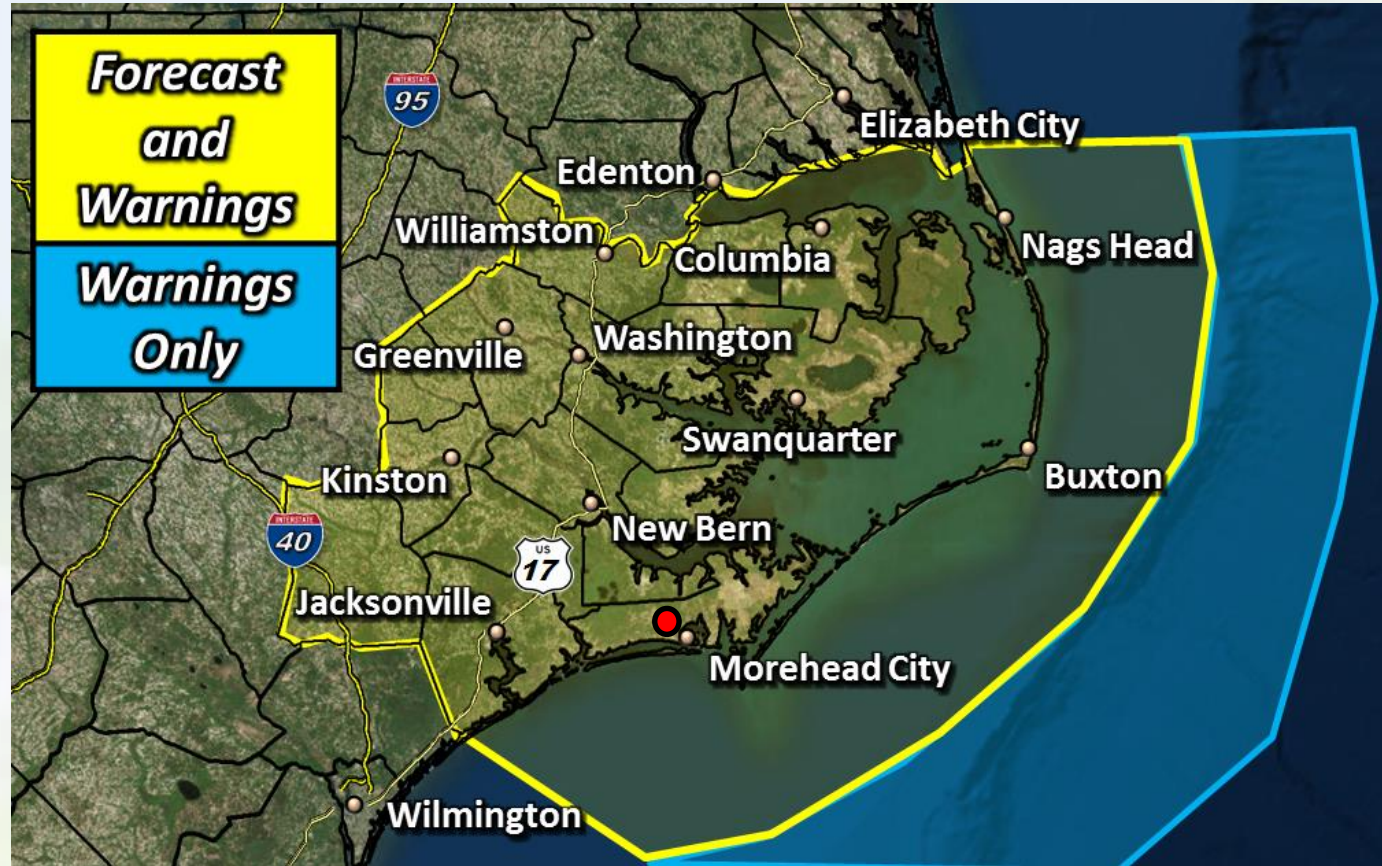 Forecast
and
Warnings
Warnings
Only
INTERSTATE
95
Elizabeth City
Edenton
Williamston
Columbia
Nags Head
Washington
Greenville
Swanquarter
Kinston
Buxton
New Bern
INTERSTATE
40
US
17
Jacksonville
Morehead City
Wilmington